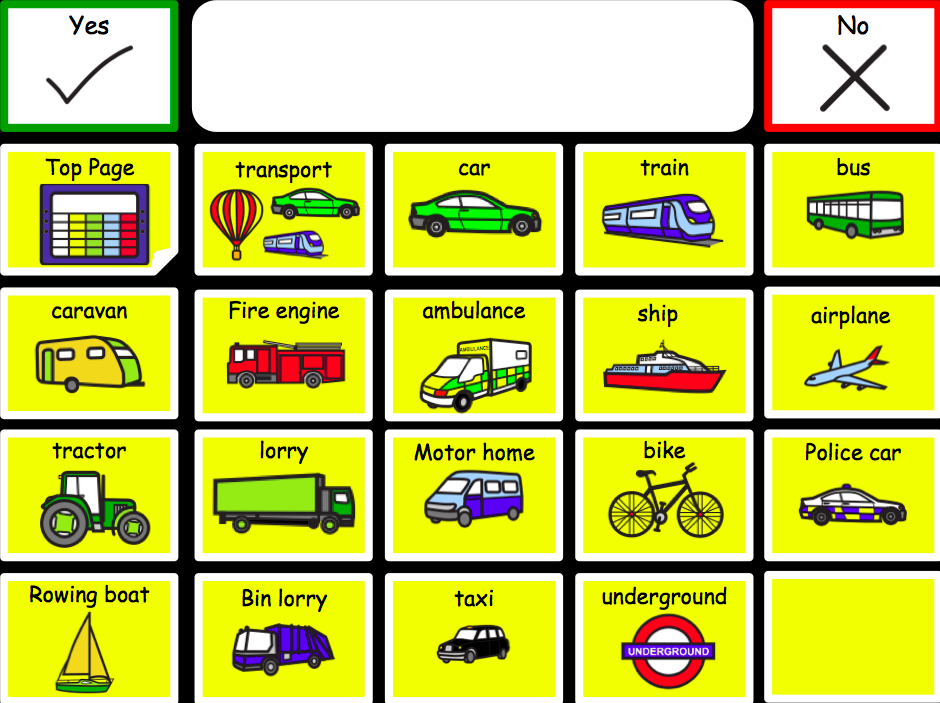 Yes
No
Top Page
transport
car
train
bus
caravan
Fire engine
ambulance
AMBULANCE
ship
airplane
tractor
lorry
Motor home
bike
Police car
Rowing boat
Bin lorry
taxi
underground
UNDERGROUND